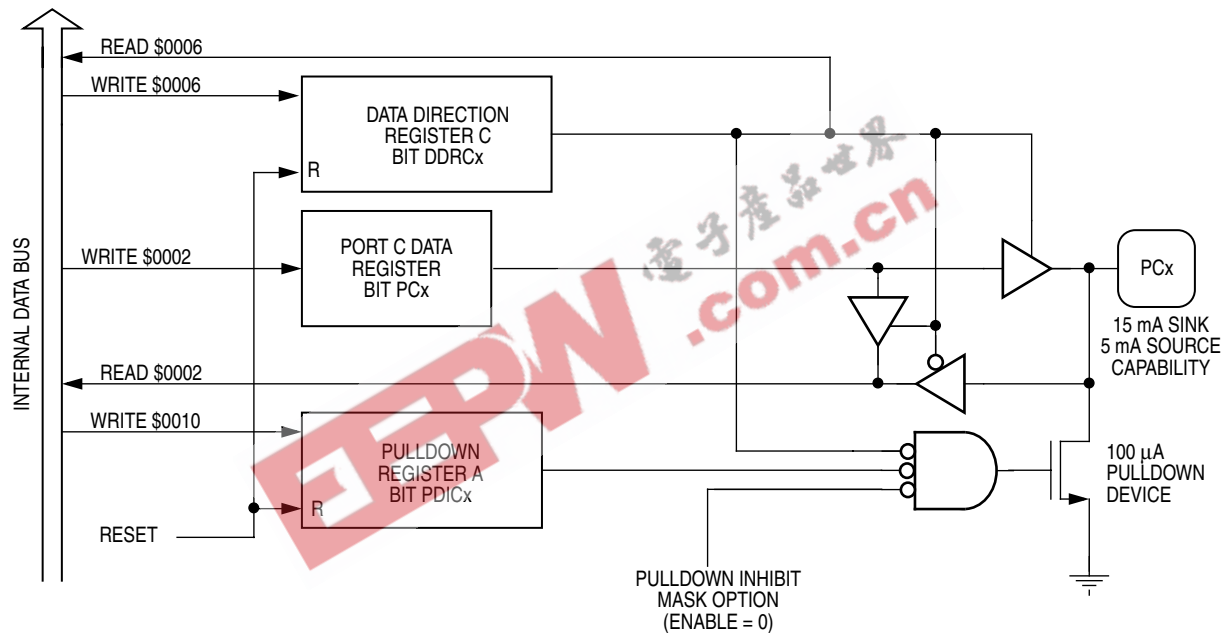 READ $0006
WRITE $0006
DATA DIRECTION
REGISTER C
BIT DDRCx
R
INTERNAL DATA BUS
WRITE $0002
PORT C DATA
REGISTER
BIT PCx
PCx
15 mA SINK
5 mA SOURCE
CAPABILITY
READ $0002
WRITE $0010
PULLDOWN
REGISTER A
BIT PDICx
R
RESET
100 µA
PULLDOWN
DEVICE
PULLDOWN INHIBIT
MASK OPTION
(ENABLE = 0)
EEPW
電子產品世界
.com.cn